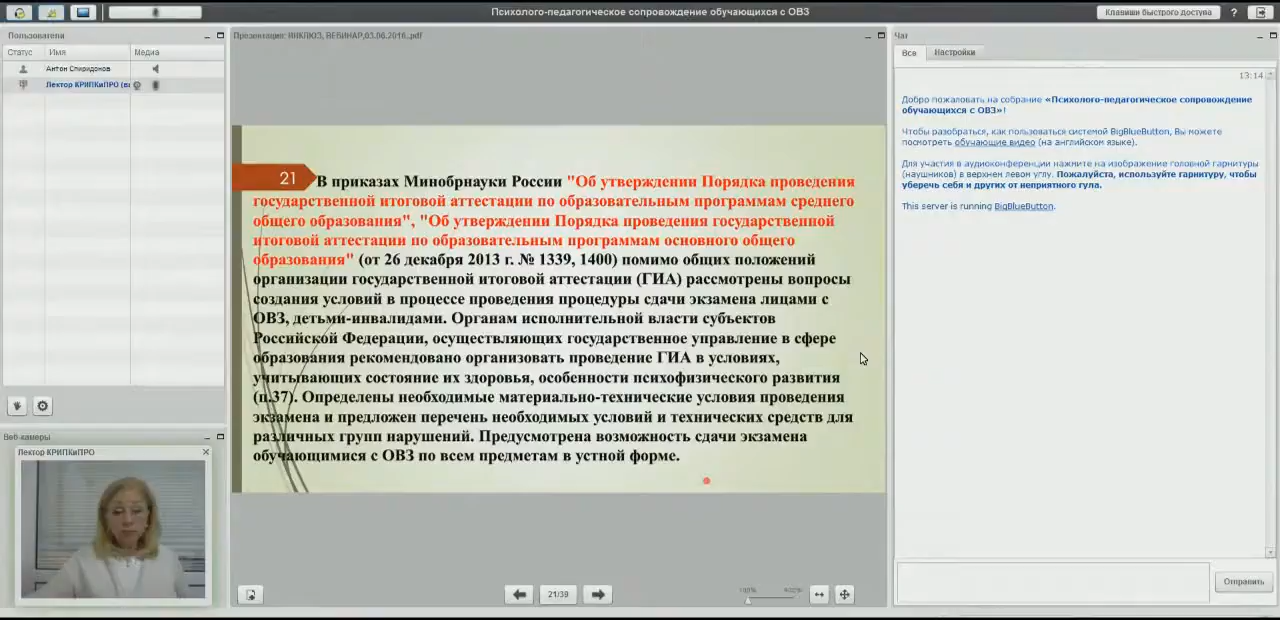 Психолого-педагогическое сопровождение обучающихся с ОВЗ
Клавиши быстрого доступа
?
Пользователи
Статус Имя Медиа
Антон Спиридонов
Лектор КРИПКиПРО
Веб-камеры
Лектор КРИПКиПРО
Презентация: ИНКЛЮЗ, ВЕБИНАР,03.06.2016..pdf
21
В приказах Минобрнауки России "Об утверждении Порядка проведения
государственной итоговой аттестации по образовательным программам среднего
общего образования", "Об утверждении Порядка проведения государственной
итоговой аттестации по образовательным программам основного общего
образования" (от 26 декабря 2013 г. № 1339, 1400) помимо общих положений
организации государственной итоговой аттестации (ГИА) рассмотрены вопросы
создания условий в процессе проведения процедуры сдачи экзамена лицами с
ОВЗ, детьми-инвалидами. Органам исполнительной власти субъектов
Российской Федерации, осуществляющих государственное управление в сфере
образования рекомендовано организовать проведение ГИА в условиях,
учитывающих состояние их здоровья, особенности психофизического развития
(п.37). Определены необходимые материально-технические условия проведения
экзамена и предложен перечень необходимых условий и технических средств для
различных групп нарушений. Предусмотрена возможность сдачи экзамена
обучающимися с ОВЗ по всем предметам в устной форме.
21/39
100% 400%
Чат
Все Настройки
13:14
Добро пожаловать на собрание «Психолого-педагогическое сопровождение
обучающихся с ОВЗ»!
Чтобы разобраться, как пользоваться системой BigBlueButton, Вы можете
посмотреть обучающие видео (на английском языке).
Для участия в аудиоконференции нажмите на изображение головной гарнитуры
(наушников) в верхнем левом углу. Пожалуйста, используйте гарнитуру, чтобы
уберечь себя и других от неприятного гула.
This server is running BigBlueButton.
Отправить